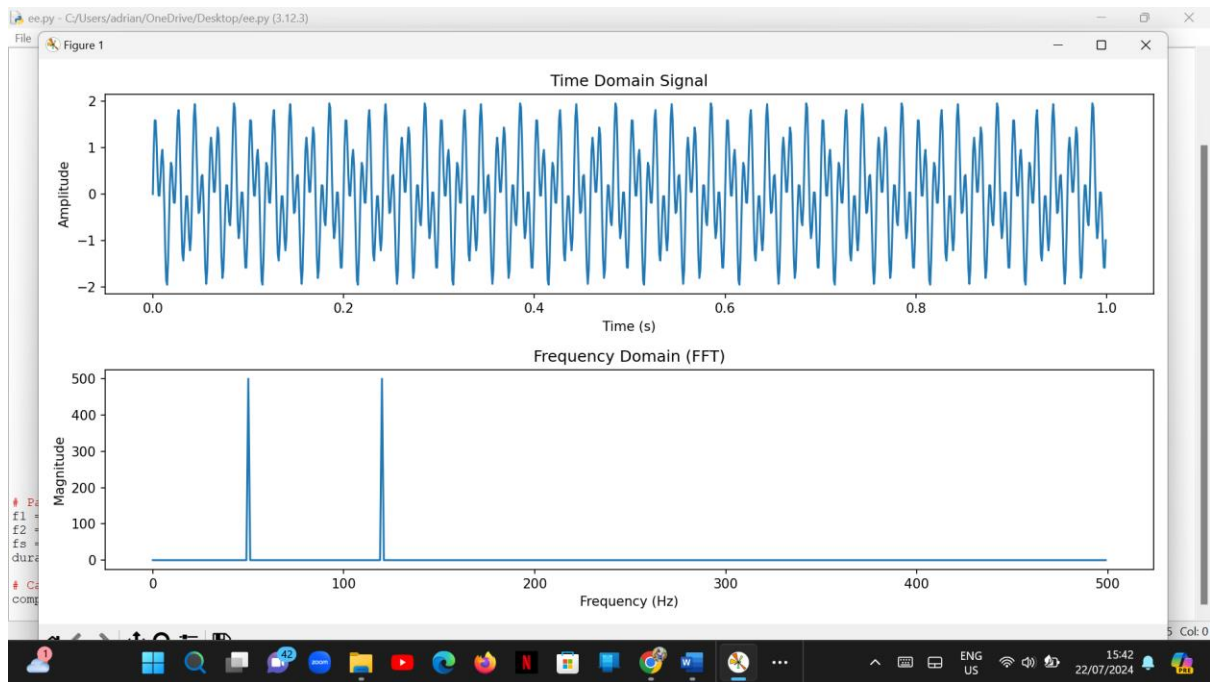 ee.py - C:/Users/adrian/OneDrive/Desktop/ee.py (3.12.3)
File
Figure 1
Time Domain Signal
2
1
0
−1
−2
Amplitude
0.0 0.2 0.4 0.6 0.8 1.0
Time (s)
Frequency Domain (FFT)
500
400
300
200
100
0
Magnitude
0 100 200 300 400 500
Frequency (Hz)
# Pa
f1 =
f2 =
fs =
dura
# Ca
comp
5 Col: 0
1
42
zoom
N
W
ENG
US
15:42
22/07/2024
PRE